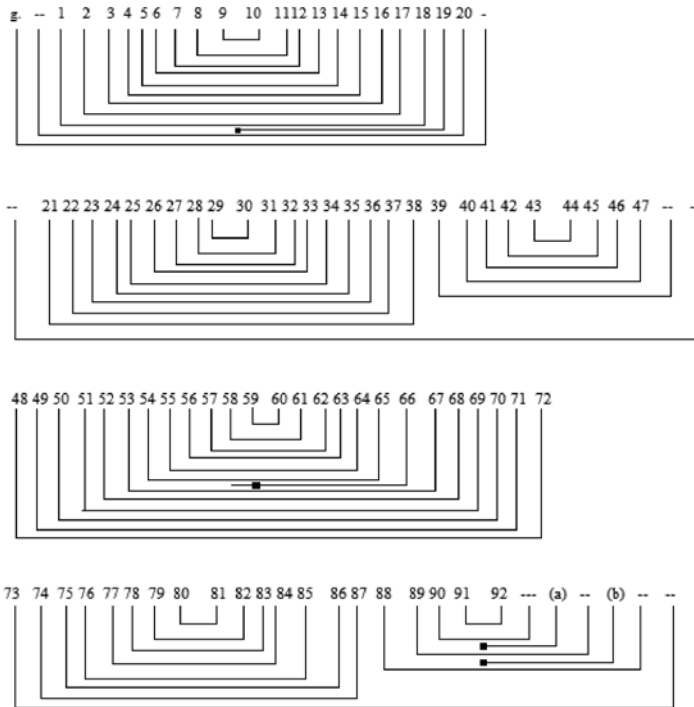 g. -- 1 2 3 4 5 6 7 8 9 10 11 12 13 14 15 16 17 18 19 20 -
-- 21 22 23 24 25 26 27 28 29 30 31 32 33 34 35 36 37 38 39 40 41 42 43 44 45 46 47 -- -
48 49 50 51 52 53 54 55 56 57 58 59 60 61 62 63 64 65 66 67 68 69 70 71 72
73 74 75 76 77 78 79 80 81 82 83 84 85 86 87 88 89 90 91 92 --- (a) -- (b) -- --